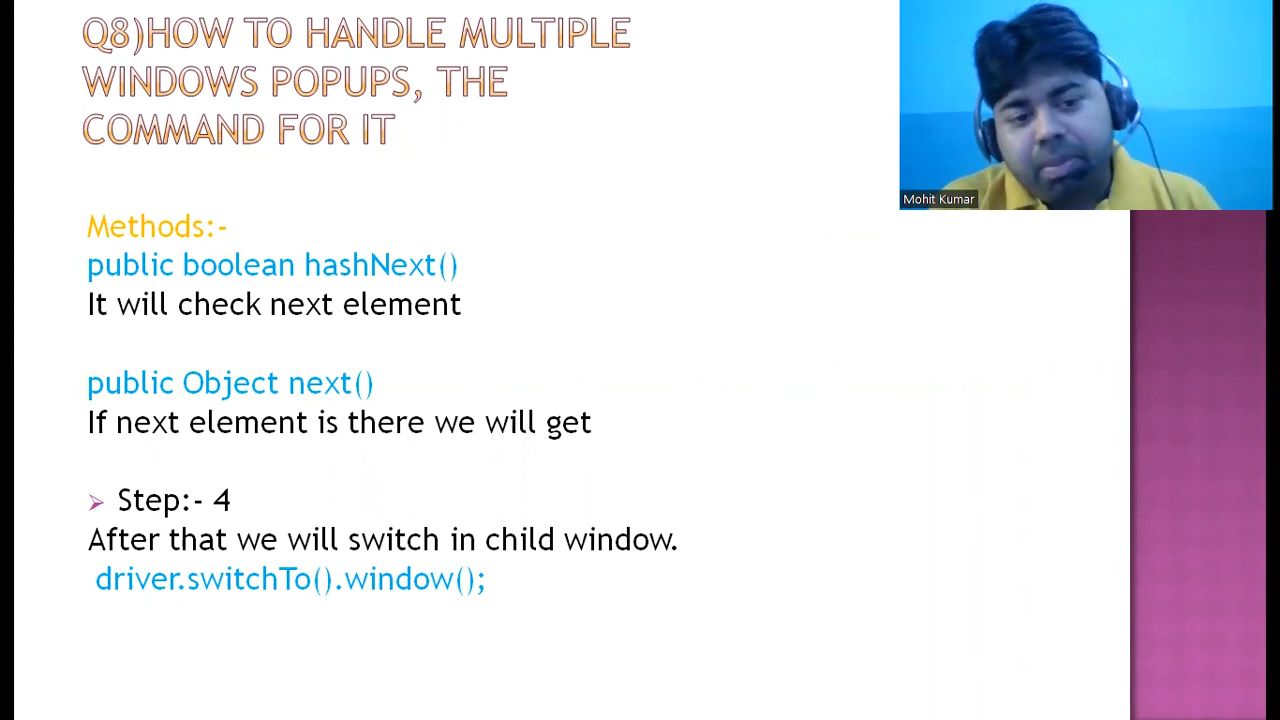 Q8)HOW TO HANDLE MULTIPLE
WINDOWS POPUPS, THE
COMMAND FOR IT
Mohit Kumar
Methods:-
public boolean hashNext()
It will check next element
public Object next()
If next element is there we will get
Step:- 4
After that we will switch in child window.
driver.switchTo().window();